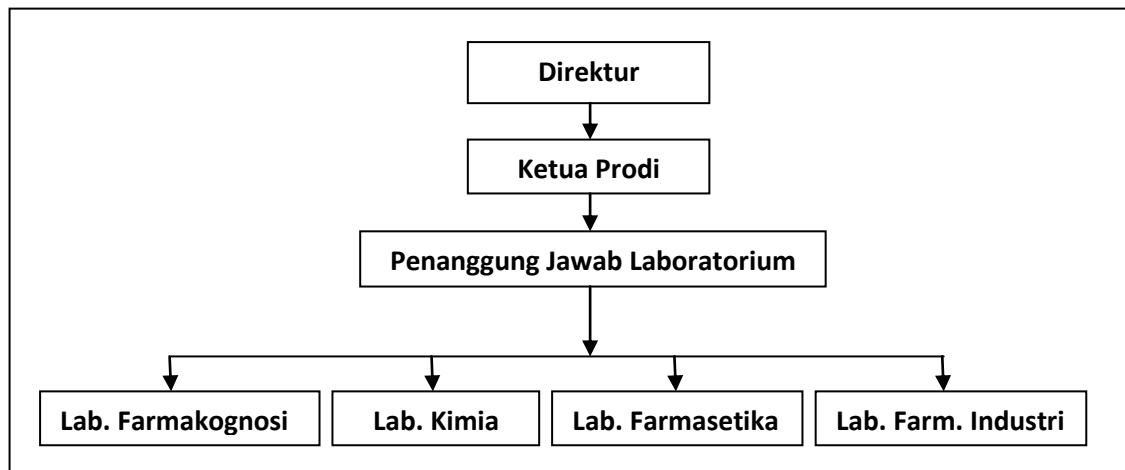 Direktur
Ketua Prodi
Penanggung Jawab Laboratorium
Lab. Farmakognosi
Lab. Kimia
Lab. Farmasetika
Lab. Farm. Industri